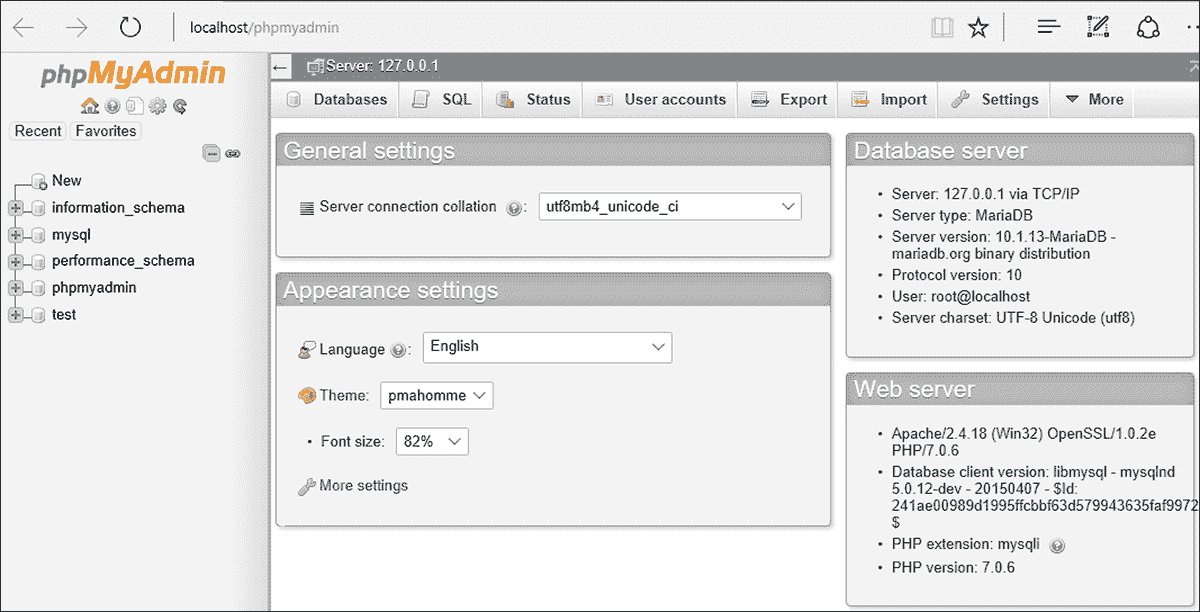 localhost/phpmyadmin
phpMyAdmin
Recent Favorites
New
information_schema
mysql
performance_schema
phpmyadmin
test
Server: 127.0.0.1
Databases SQL Status User accounts Export Import Settings More
General settings
Server connection collation : utf8mb4_unicode_ci
Appearance settings
Language : English
Theme: pmahomme
• Font size: 82%
More settings
Database server
• Server: 127.0.0.1 via TCP/IP
• Server type: MariaDB
• Server version: 10.1.13-MariaDB -
mariadb.org binary distribution
• Protocol version: 10
• User: root@localhost
• Server charset: UTF-8 Unicode (utf8)
Web server
• Apache/2.4.18 (Win32) OpenSSL/1.0.2e
PHP/7.0.6
• Database client version: libmysql - mysqlnd
5.0.12-dev - 20150407 - $Id:
241ae00989d1995ffcbbf63d579943635faf9972
$
• PHP extension: mysqli
• PHP version: 7.0.6